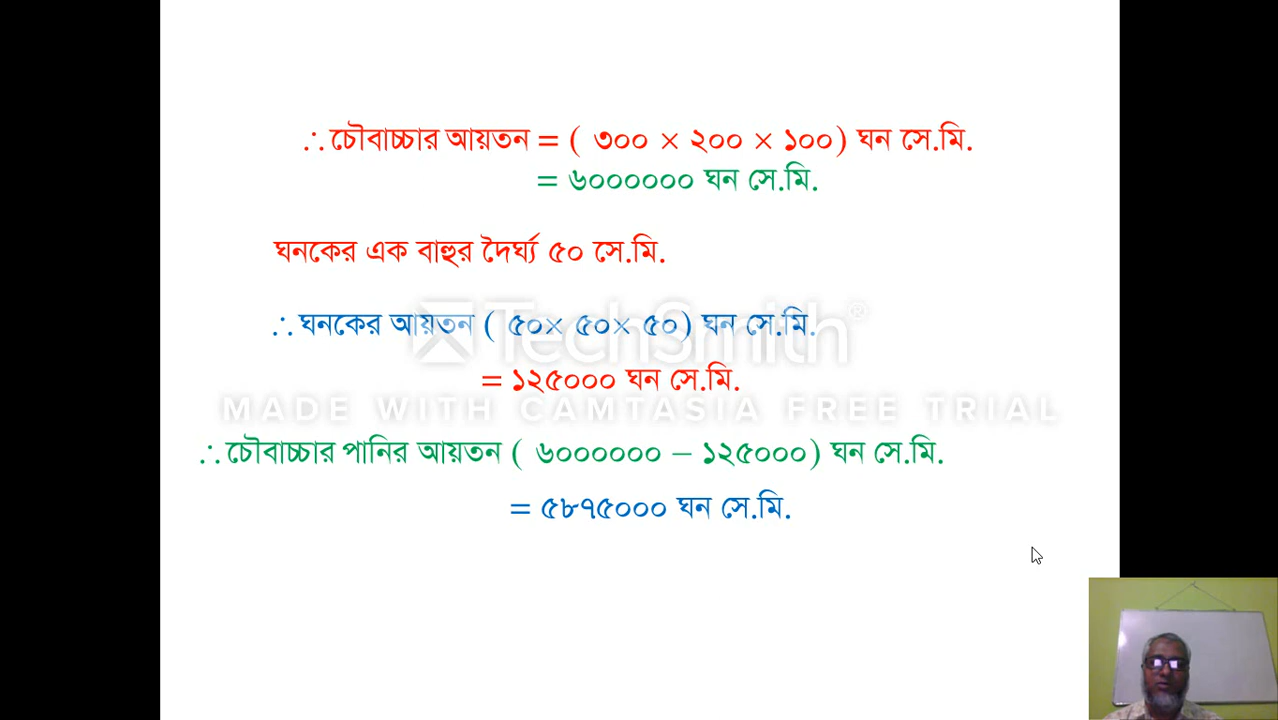 ∴ চৌবাচ্চার আয়তন = ( ৩০০ × ২০০ × ১০০) ঘন সে.মি.
= ৬০০০০০০ ঘন সে.মি.
ঘনকের এক বাহুর দৈর্ঘ্য ৫০ সে.মি.
∴ ঘনকের আয়তন ( ৫০× ৫০× ৫০) ঘন সে.মি.
TechSmith®
= ১২৫০০০ ঘন সে.মি.
MADE WITH CAMTASIA FREE TRIAL
∴ চৌবাচ্চার পানির আয়তন ( ৬০০০০০০ − ১২৫০০০) ঘন সে.মি.
= ৫৮৭৫০০০ ঘন সে.মি.